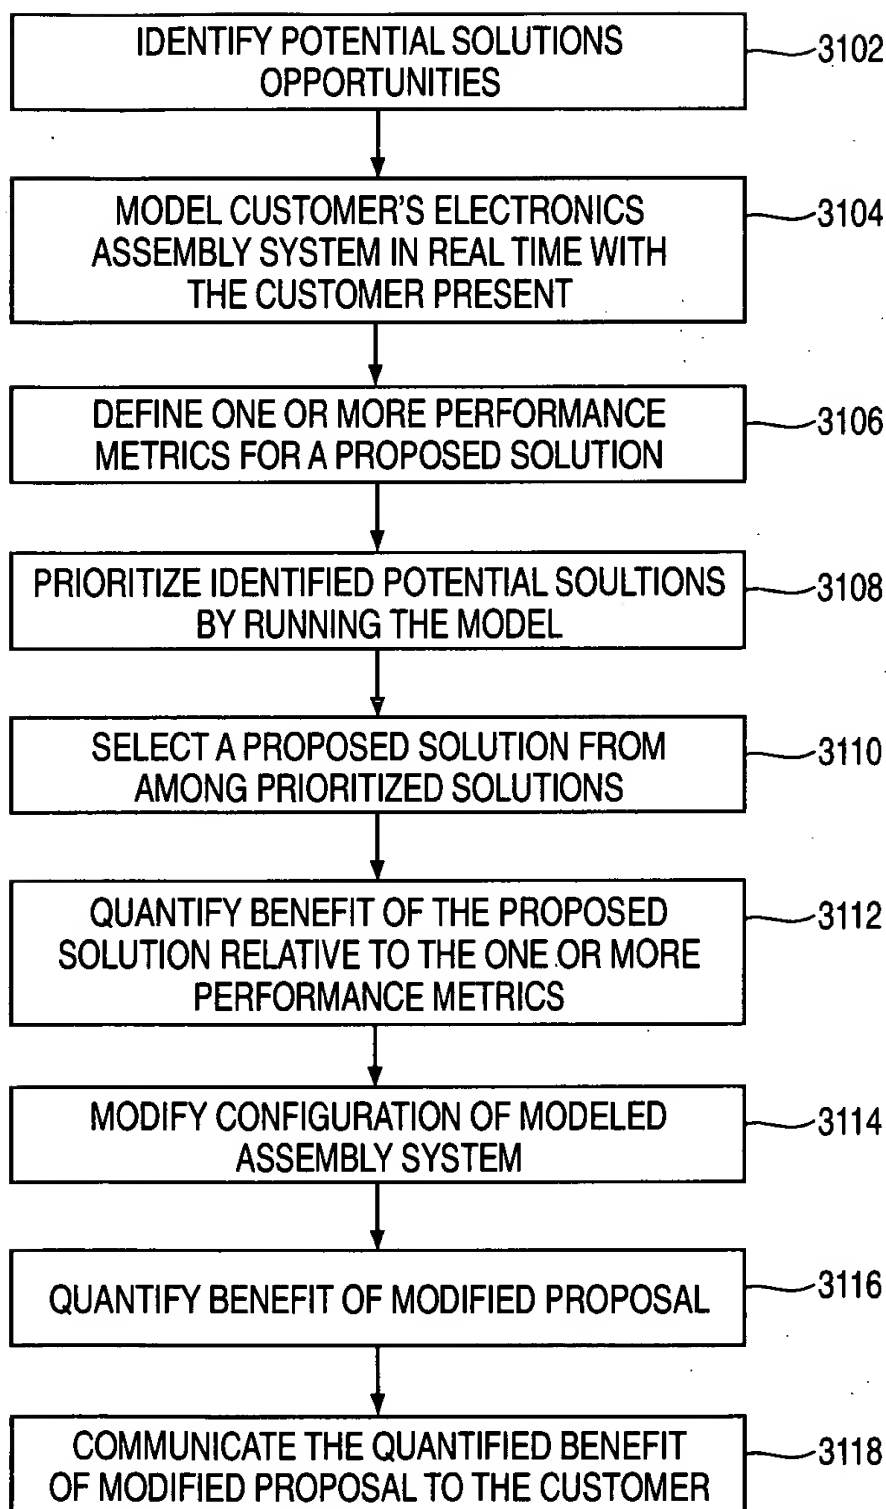 IDENTIFY POTENTIAL SOLUTIONS
OPPORTUNITIES
3102
MODEL CUSTOMER'S ELECTRONICS
ASSEMBLY SYSTEM IN REAL TIME WITH
THE CUSTOMER PRESENT
3104
DEFINE ONE OR MORE PERFORMANCE
METRICS FOR A PROPOSED SOLUTION
3106
PRIORITIZE IDENTIFIED POTENTIAL SOULTIONS
BY RUNNING THE MODEL
3108
SELECT A PROPOSED SOLUTION FROM
AMONG PRIORITIZED SOLUTIONS
3110
QUANTIFY BENEFIT OF THE PROPOSED
SOLUTION RELATIVE TO THE ONE OR MORE
PERFORMANCE METRICS
3112
MODIFY CONFIGURATION OF MODELED
ASSEMBLY SYSTEM
3114
QUANTIFY BENEFIT OF MODIFIED PROPOSAL
3116
COMMUNICATE THE QUANTIFIED BENEFIT
OF MODIFIED PROPOSAL TO THE CUSTOMER
3118